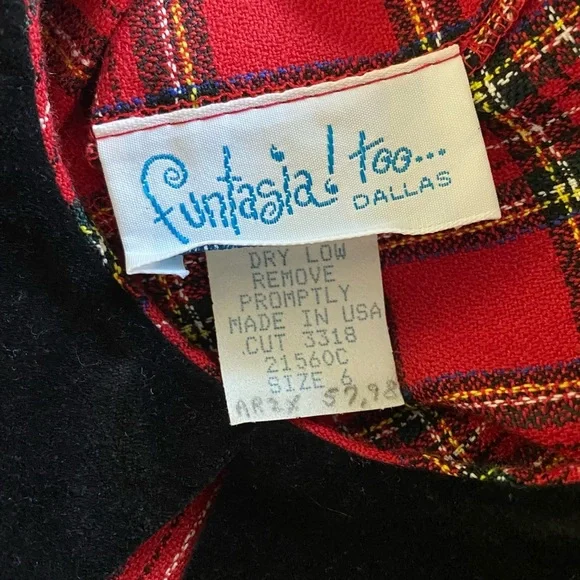 funtasia! too...
DALLAS
DRY LOW
REMOVE
PROMPTLY
MADE IN USA
CUT 3318
21560C
SIZE 6
AR2X 57.98